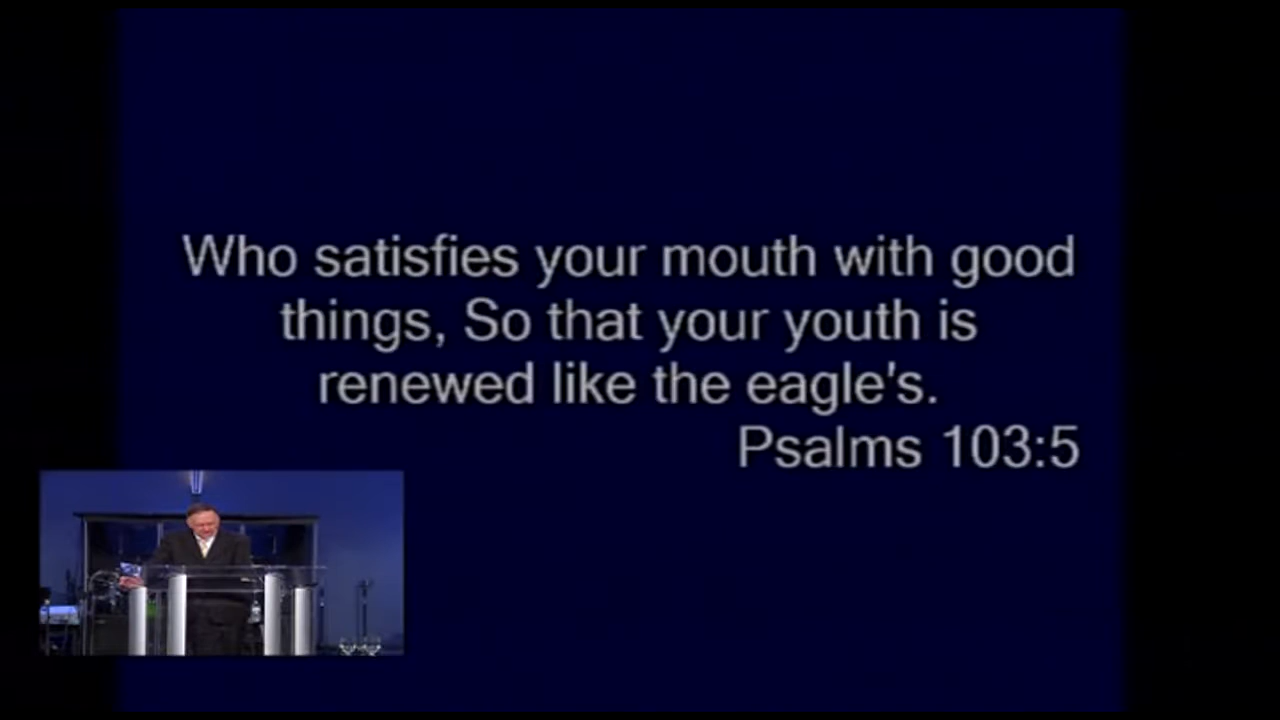 Who satisfies your mouth with good
things, So that your youth is
renewed like the eagle's.
Psalms 103:5